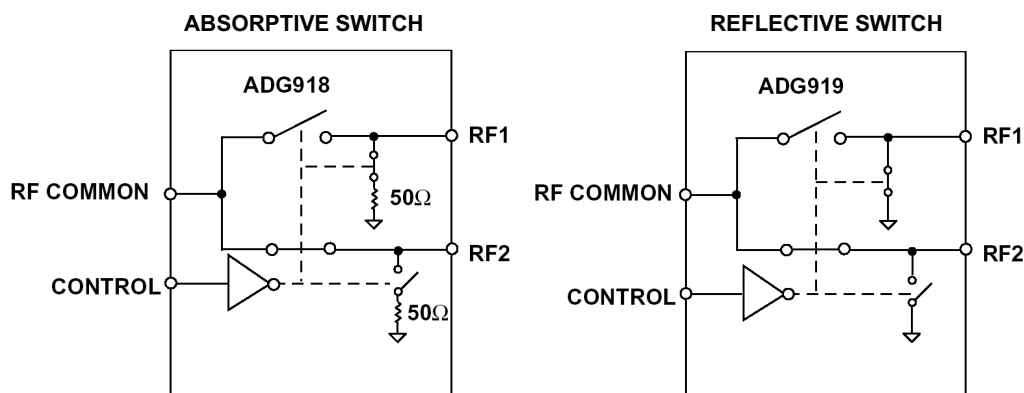 ABSORPTIVE SWITCH
ADG918
RF1
RF COMMON
50Ω
RF2
CONTROL
50Ω
REFLECTIVE SWITCH
ADG919
RF1
RF COMMON
RF2
CONTROL